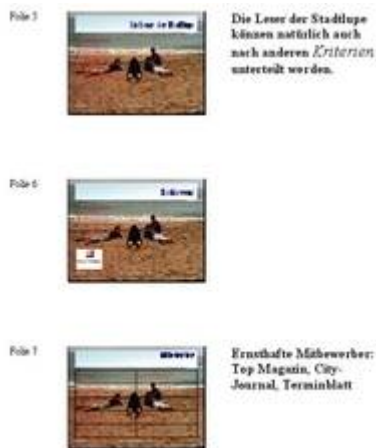 Folie 5
Die Leser der Stadtlupe
können natürlich auch
nach anderen Kriterien
unterteilt werden.
Folie 6
Folie 7
Ernsthafte Mitbewerber:
Top Magazin, City-
Journal, Terminblatt